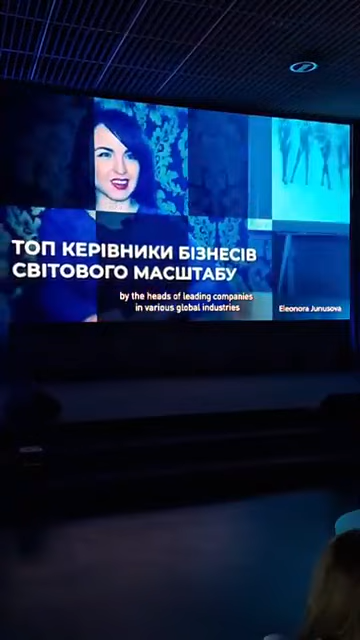 ТОП КЕРІВНИКИ БІЗНЕСІВ
СВІТОВОГО МАСШТАБУ
by the heads of leading companies
in various global industries
Eleonora Junusova